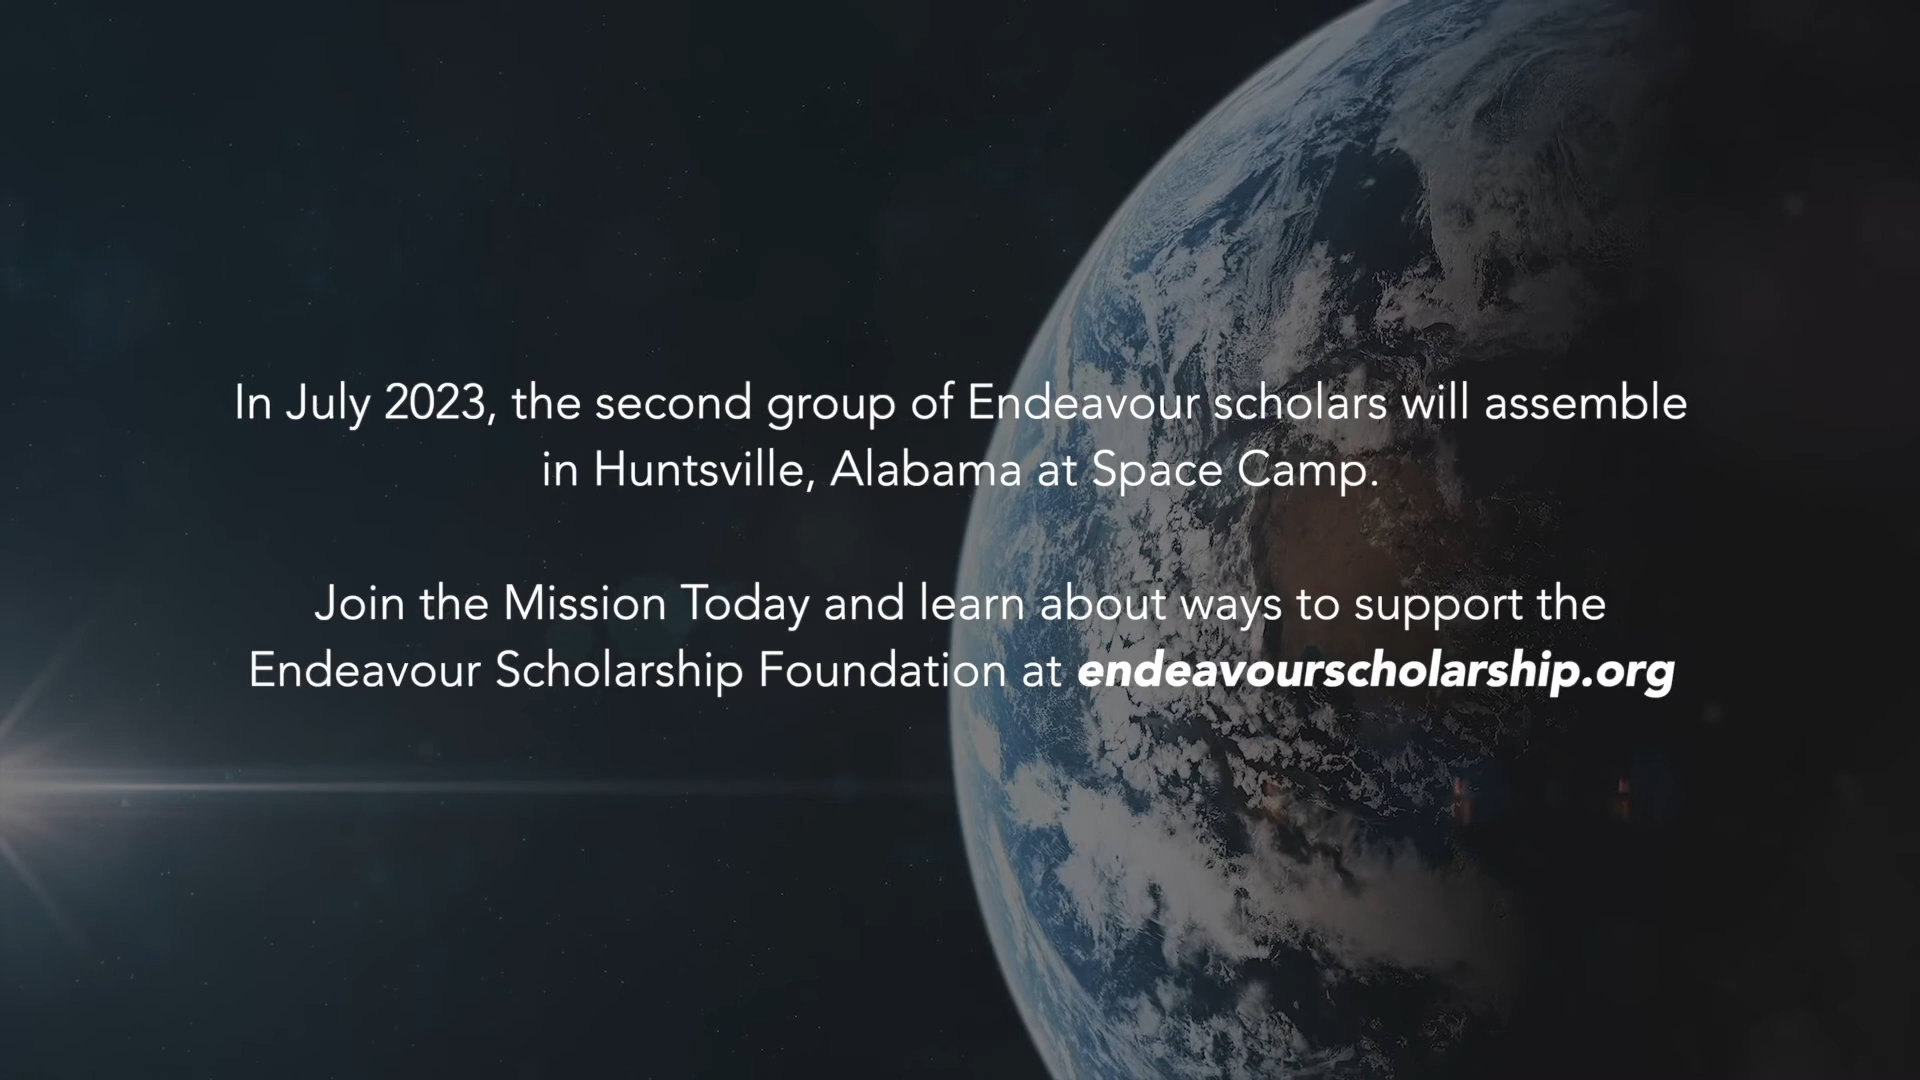 In July 2023, the second group of Endeavour scholars will assemble
in Huntsville, Alabama at Space Camp.
Join the Mission Today and learn about ways to support the
Endeavour Scholarship Foundation at endeavourscholarship.org